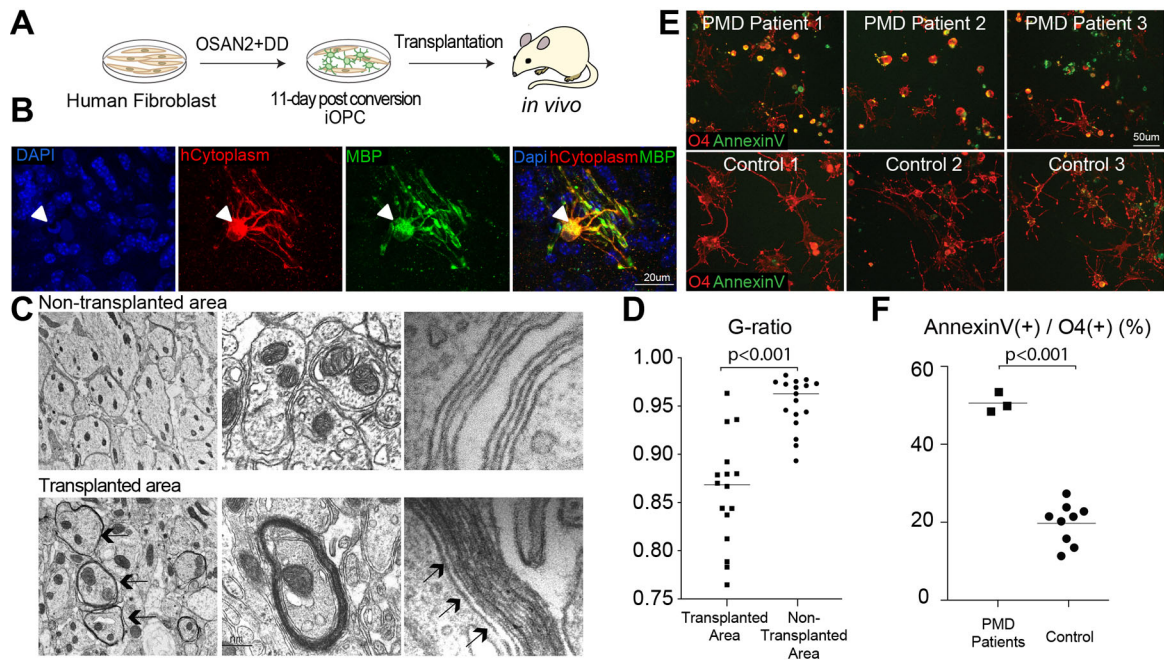 A
OSAN2+DD
Transplantation
Human Fibroblast
11-day post conversion
iOPC
in vivo
B
DAPI
hCytoplasm
MBP
Dapi hCytoplasm MBP
20um
C
Non-transplanted area
Transplanted area
nm
D
G-ratio
p<0.001
1.00
0.95
0.90
0.85
0.80
0.75
Transplanted
Area
Non-
Transplanted
Area
E
PMD Patient 1
PMD Patient 2
PMD Patient 3
O4 AnnexinV
50um
Control 1
Control 2
Control 3
O4 AnnexinV
F
AnnexinV(+) / O4(+) (%)
p<0.001
60
40
20
0
PMD
Patients
Control